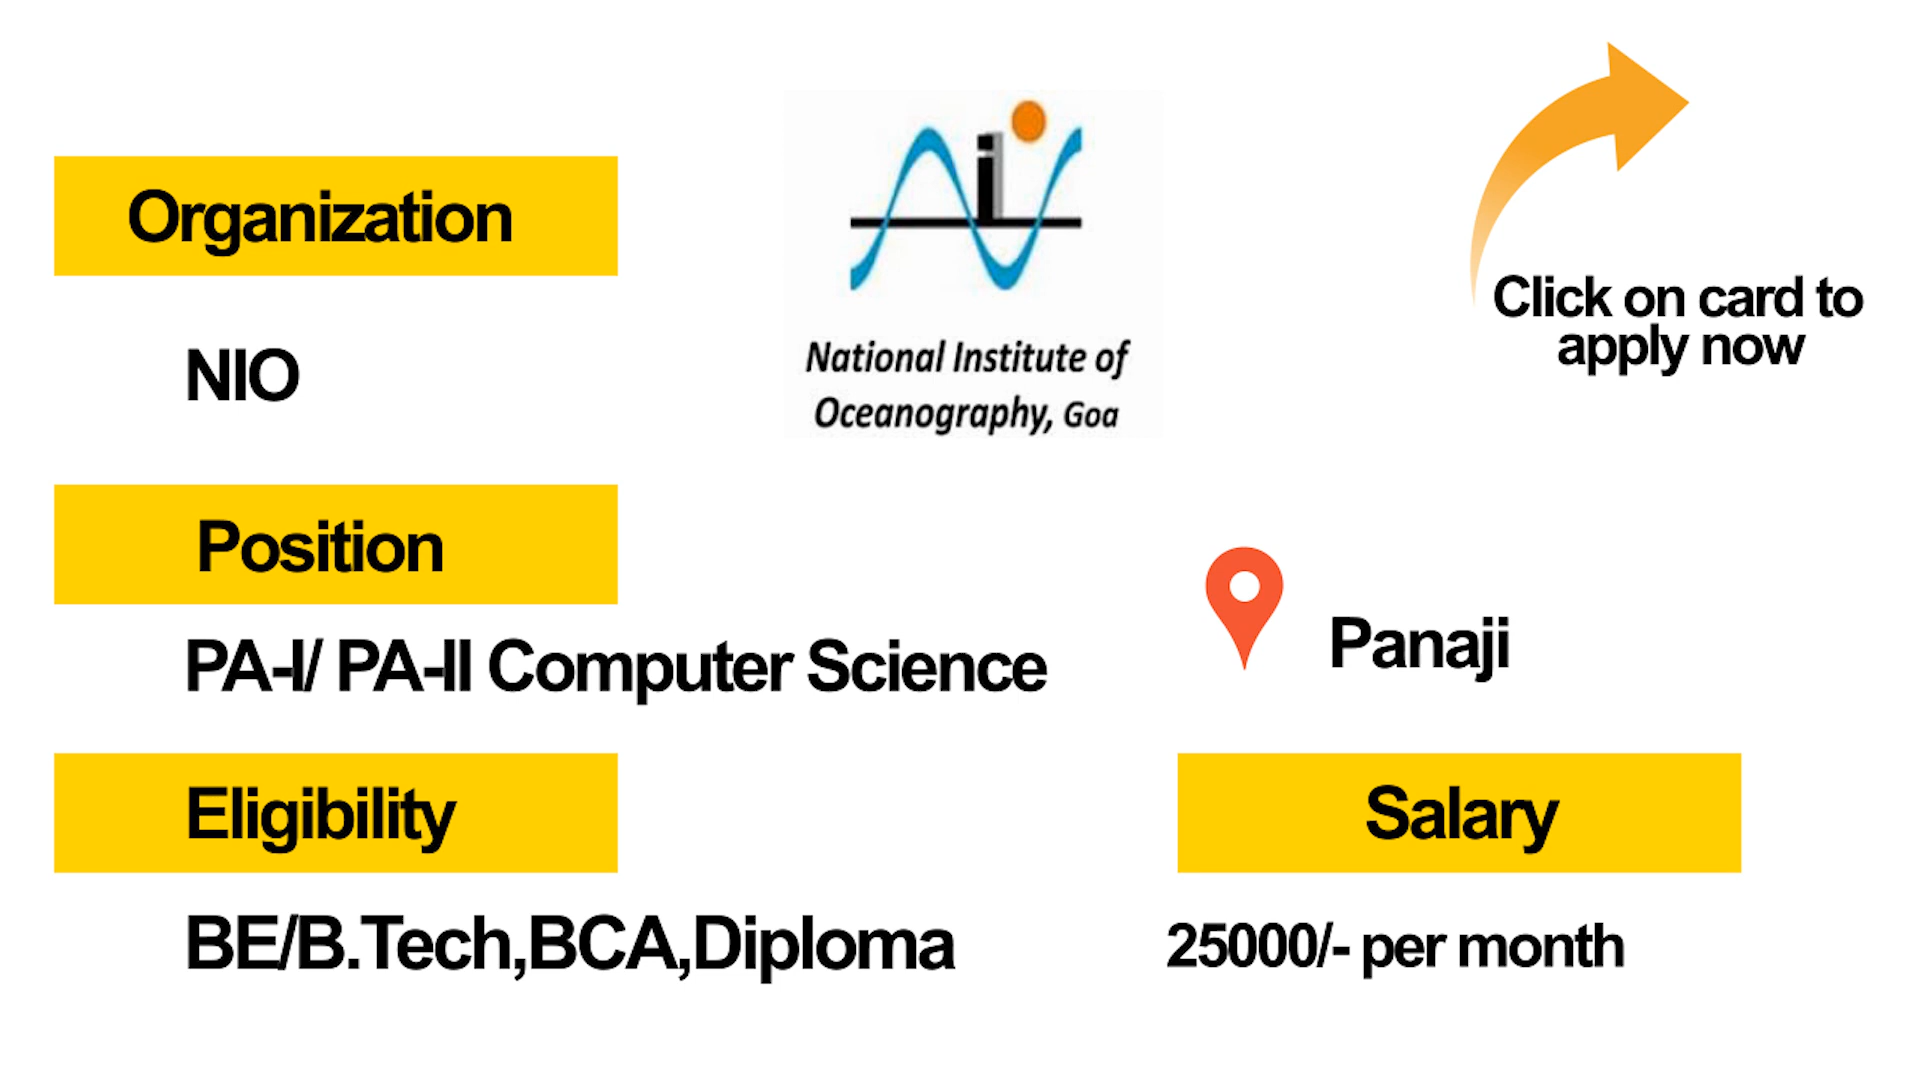 Organization
NIO
National Institute of
Oceanography, Goa
Click on card to
apply now
Position
PA-I/ PA-II Computer Science
Panaji
Eligibility
BE/B.Tech,BCA,Diploma
Salary
25000/- per month